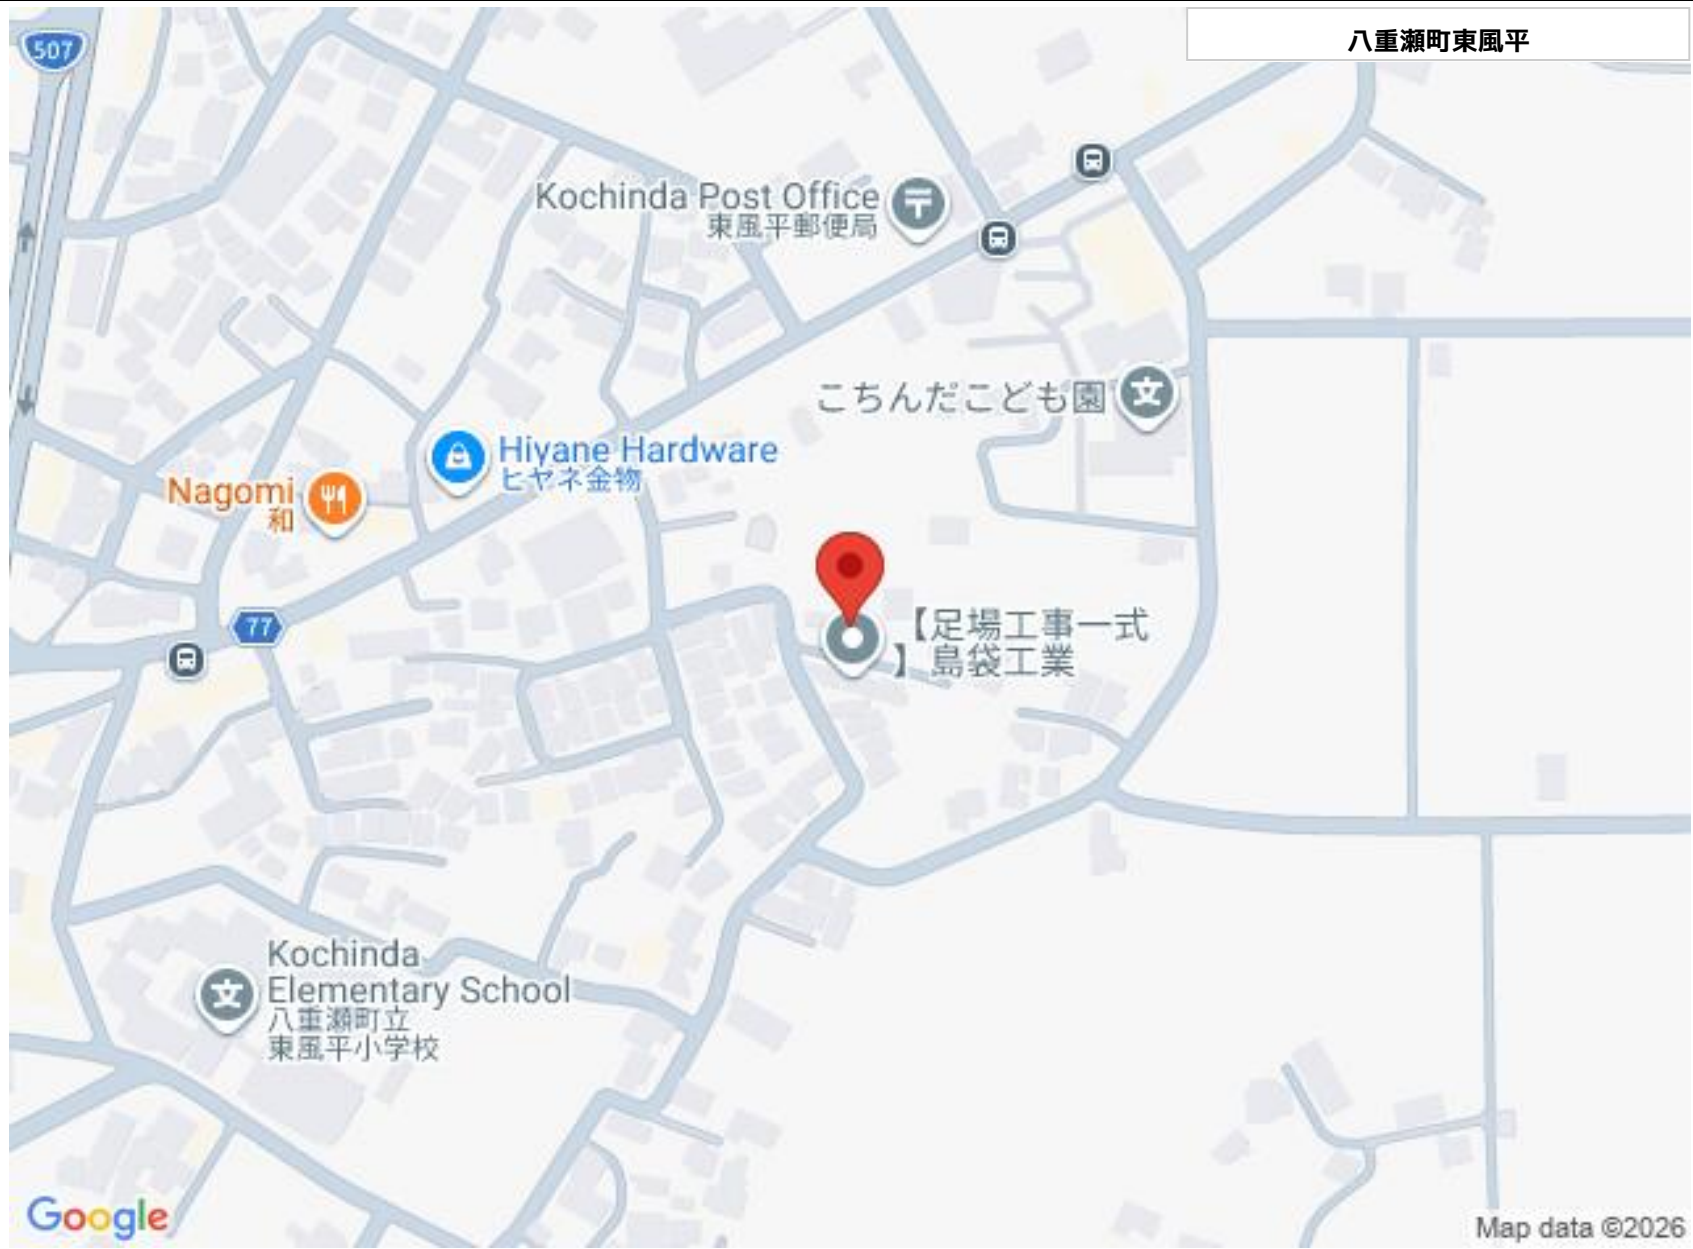 八重瀬町東風平
507
Kochinda Post Office
東風平郵便局
こちんだこども園
Hiyane Hardware
ヒヤネ金物
Nagomi
和
77
【足場工事一式
】島袋工業
Kochinda
Elementary School
八重瀬町立
東風平小学校
Google
Map data ©2026